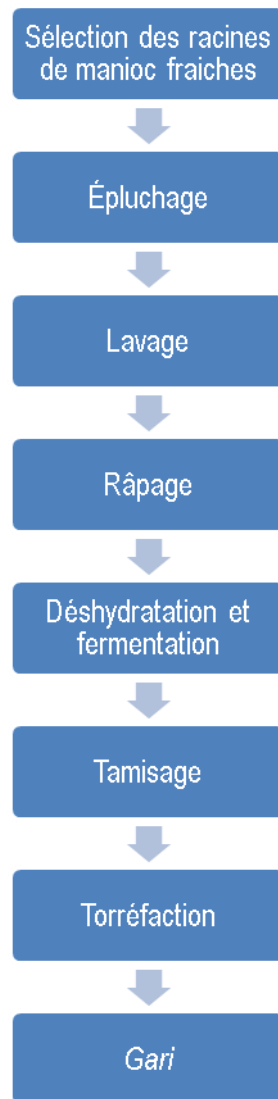 Sélection des racines
de manioc fraiches
Épluchage
Lavage
Râpage
Déshydratation et
fermentation
Tamisage
Torréfaction
Gari